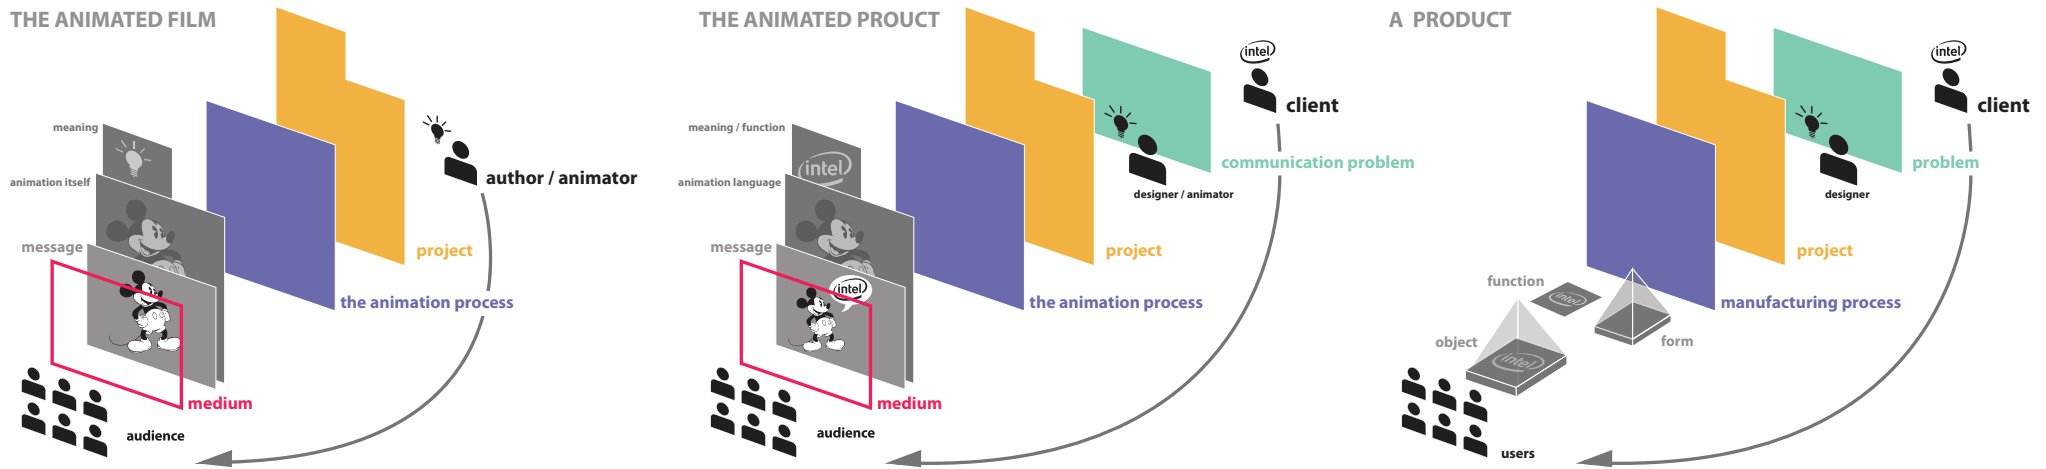 THE ANIMATED FILM
meaning
animation itself
message
author / animator
project
the animation process
medium
audience
THE ANIMATED PROUCT
intel
client
meaning / function
intel
animation language
communication problem
designer / animator
message
intel
project
the animation process
medium
audience
A PRODUCT
intel
client
problem
designer
project
function
intel
manufacturing process
object
form
intel
users